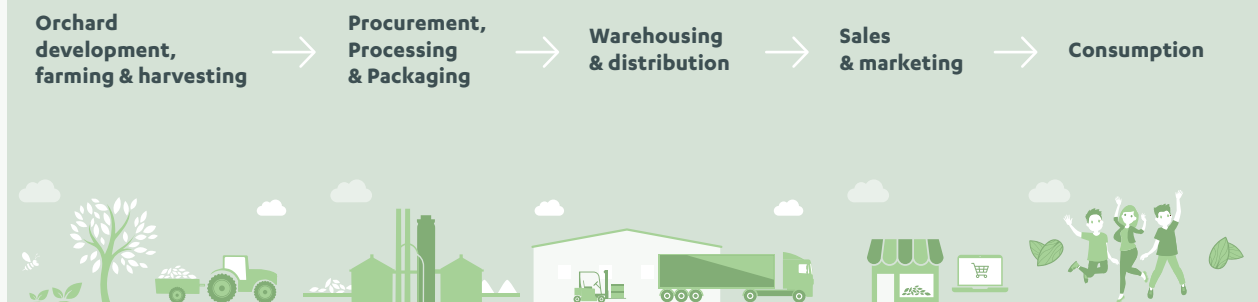 Orchard
development,
farming & harvesting
Procurement,
Processing
& Packaging
Warehousing
& distribution
Sales
& marketing
Consumption